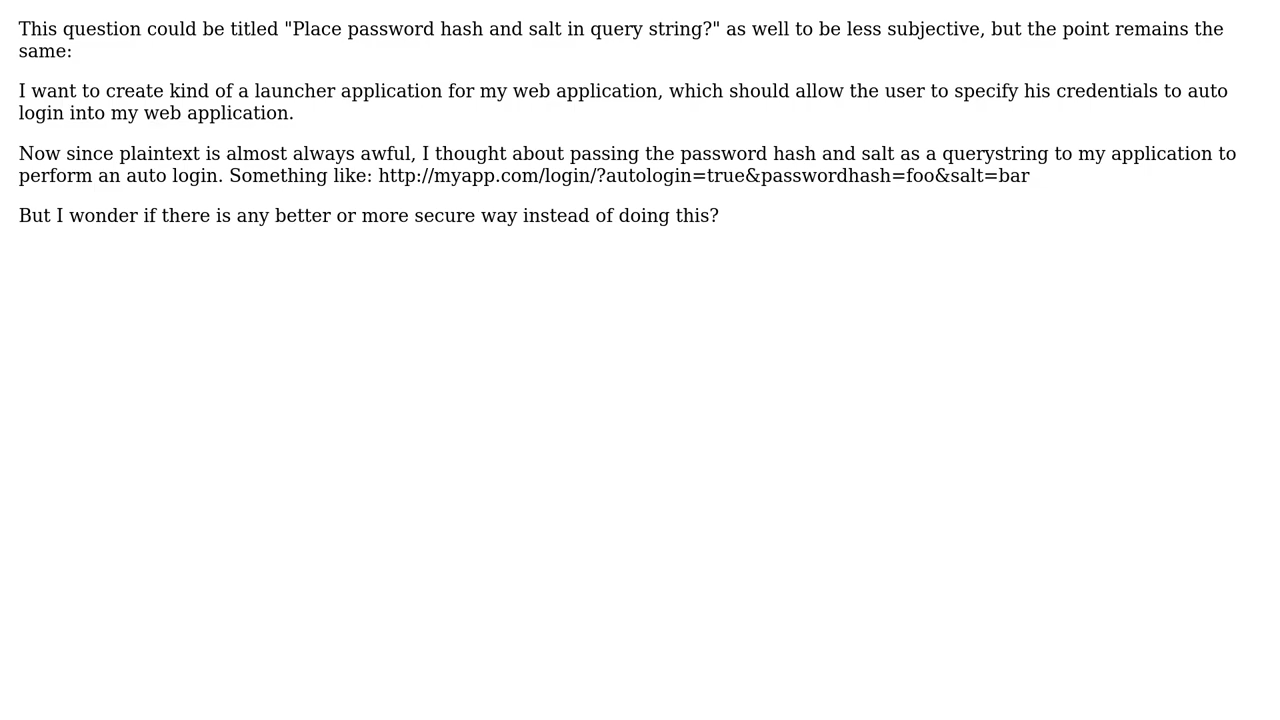 This question could be titled "Place password hash and salt in query string?" as well to be less subjective, but the point remains the
same:
I want to create kind of a launcher application for my web application, which should allow the user to specify his credentials to auto
login into my web application.
Now since plaintext is almost always awful, I thought about passing the password hash and salt as a querystring to my application to
perform an auto login. Something like: http://myapp.com/login/?autologin=true&passwordhash=foo&salt=bar
But I wonder if there is any better or more secure way instead of doing this?